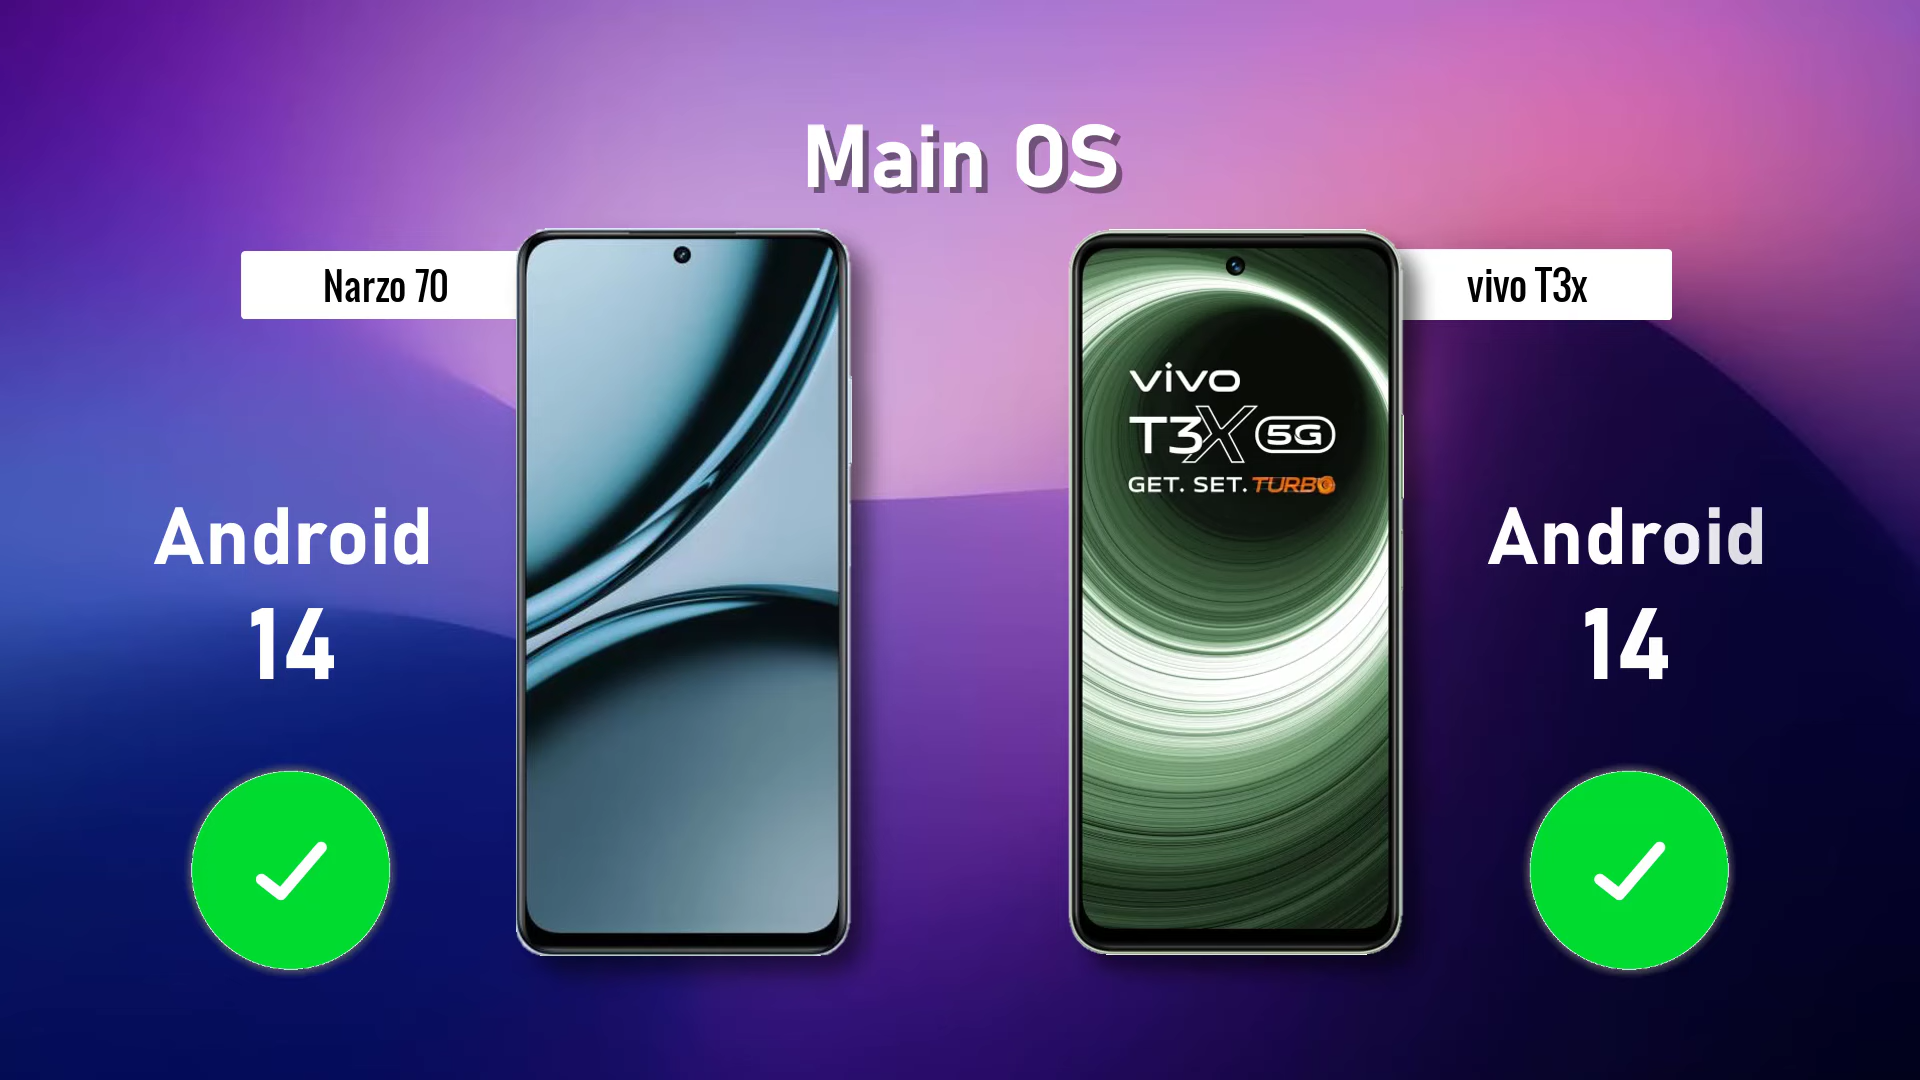 Main OS
Narzo 70
vivo T3x
vivo
T3X 5G
GET. SET. TURBO
Android
14
Android
14